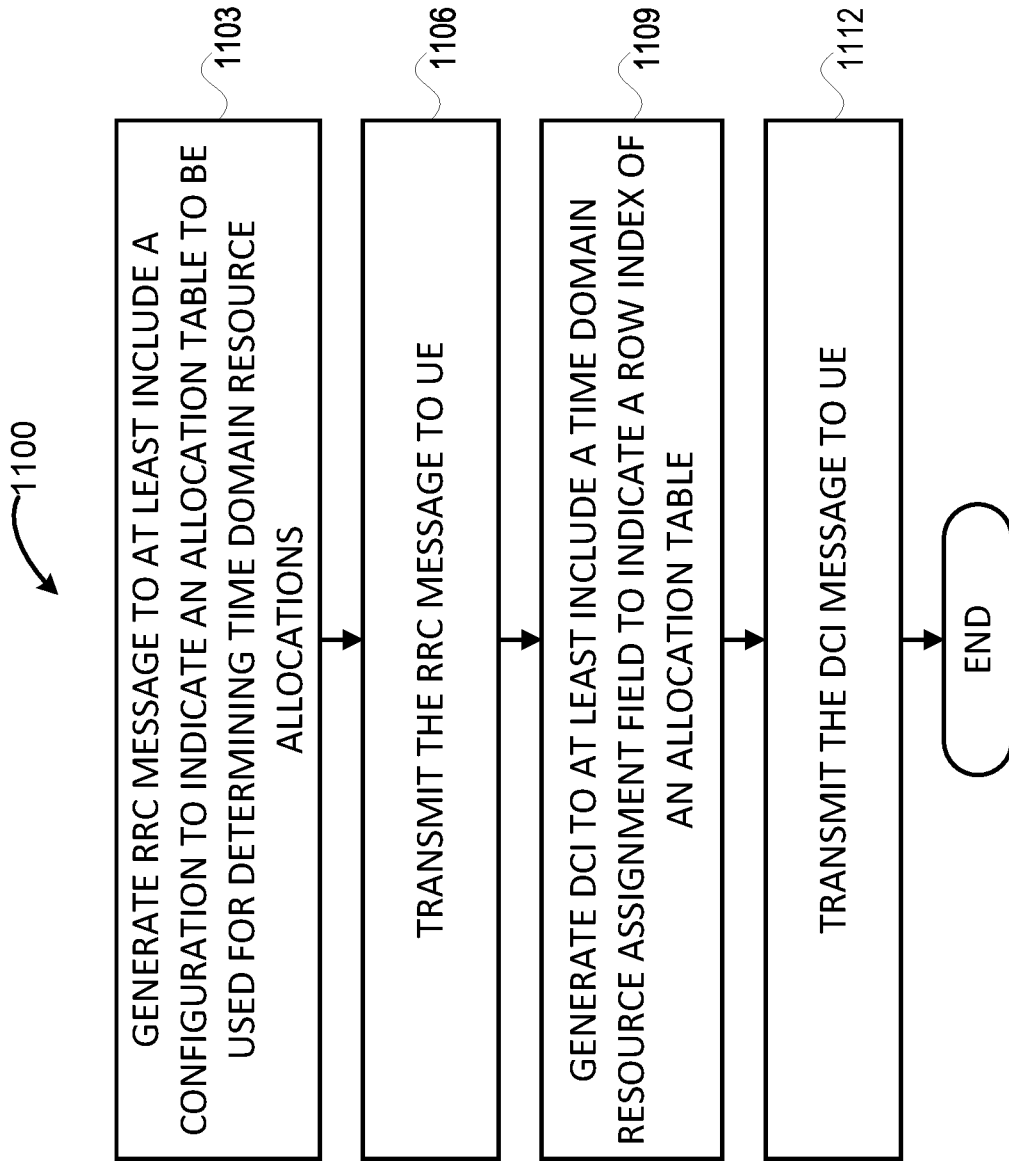 1100
GENERATE RRC MESSAGE TO AT LEAST INCLUDE A
CONFIGURATION TO INDICATE AN ALLOCATION TABLE TO BE
USED FOR DETERMINING TIME DOMAIN RESOURCE
ALLOCATIONS
1103
TRANSMIT THE RRC MESSAGE TO UE
1106
GENERATE DCI TO AT LEAST INCLUDE A TIME DOMAIN
RESOURCE ASSIGNMENT FIELD TO INDICATE A ROW INDEX OF
AN ALLOCATION TABLE
1109
TRANSMIT THE DCI MESSAGE TO UE
1112
END